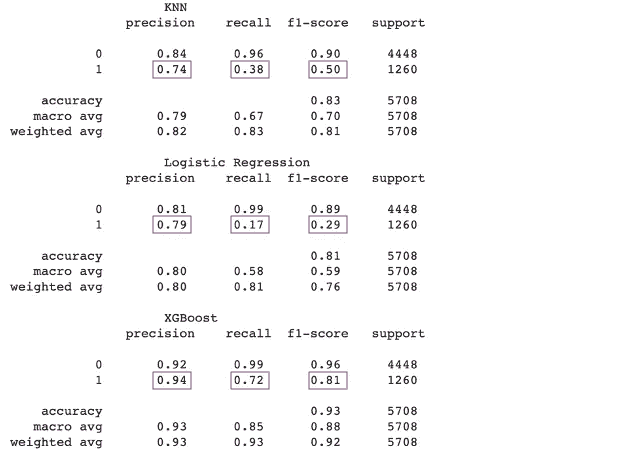 KNN
precision recall f1-score support
0 0.84 0.96 0.90 4448
1 0.74 0.38 0.50 1260
accuracy 0.83 5708
macro avg 0.79 0.67 0.70 5708
weighted avg 0.82 0.83 0.81 5708
Logistic Regression
precision recall f1-score support
0 0.81 0.99 0.89 4448
1 0.79 0.17 0.29 1260
accuracy 0.81 5708
macro avg 0.80 0.58 0.59 5708
weighted avg 0.80 0.81 0.76 5708
XGBoost
precision recall f1-score support
0 0.92 0.99 0.96 4448
1 0.94 0.72 0.81 1260
accuracy 0.93 5708
macro avg 0.93 0.85 0.88 5708
weighted avg 0.93 0.93 0.92 5708